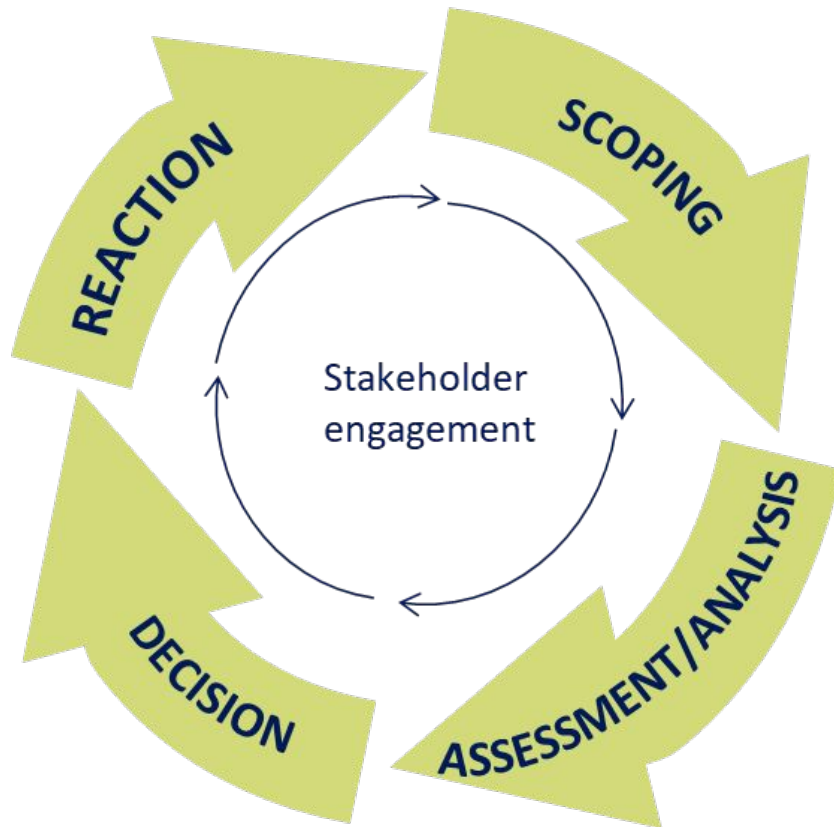 SCOPING
ASSESSMENT/ANALYSIS
DECISION
REACTION
Stakeholder
engagement